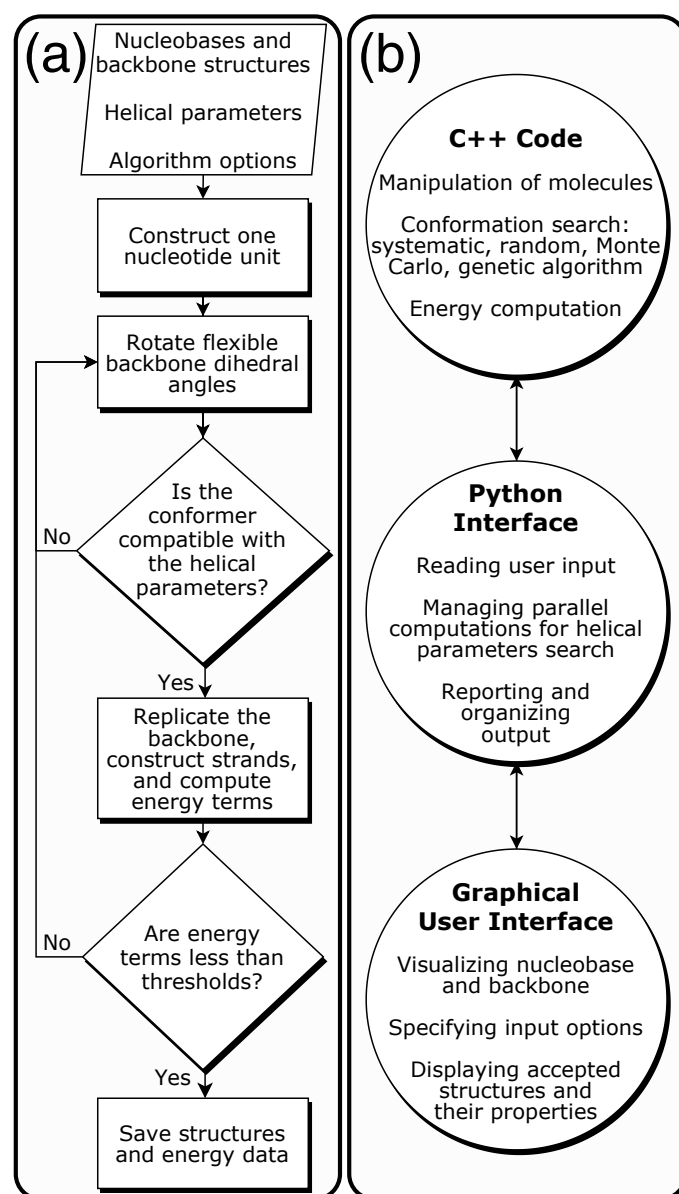 (a)
Nucleobases and
backbone structures
Helical parameters
Algorithm options
Construct one
nucleotide unit
Rotate flexible
backbone dihedral
angles
Is the
conformer
compatible with
the helical
parameters?
No
Yes
Replicate the
backbone,
construct strands,
and compute
energy terms
Are energy
terms less than
thresholds?
No
Yes
Save structures
and energy data
(b)
C++ Code
Manipulation of molecules
Conformation search:
systematic, random, Monte
Carlo, genetic algorithm
Energy computation
Python
Interface
Reading user input
Managing parallel
computations for helical
parameters search
Reporting and
organizing
output
Graphical
User Interface
Visualizing nucleobase
and backbone
Specifying input options
Displaying accepted
structures and
their properties